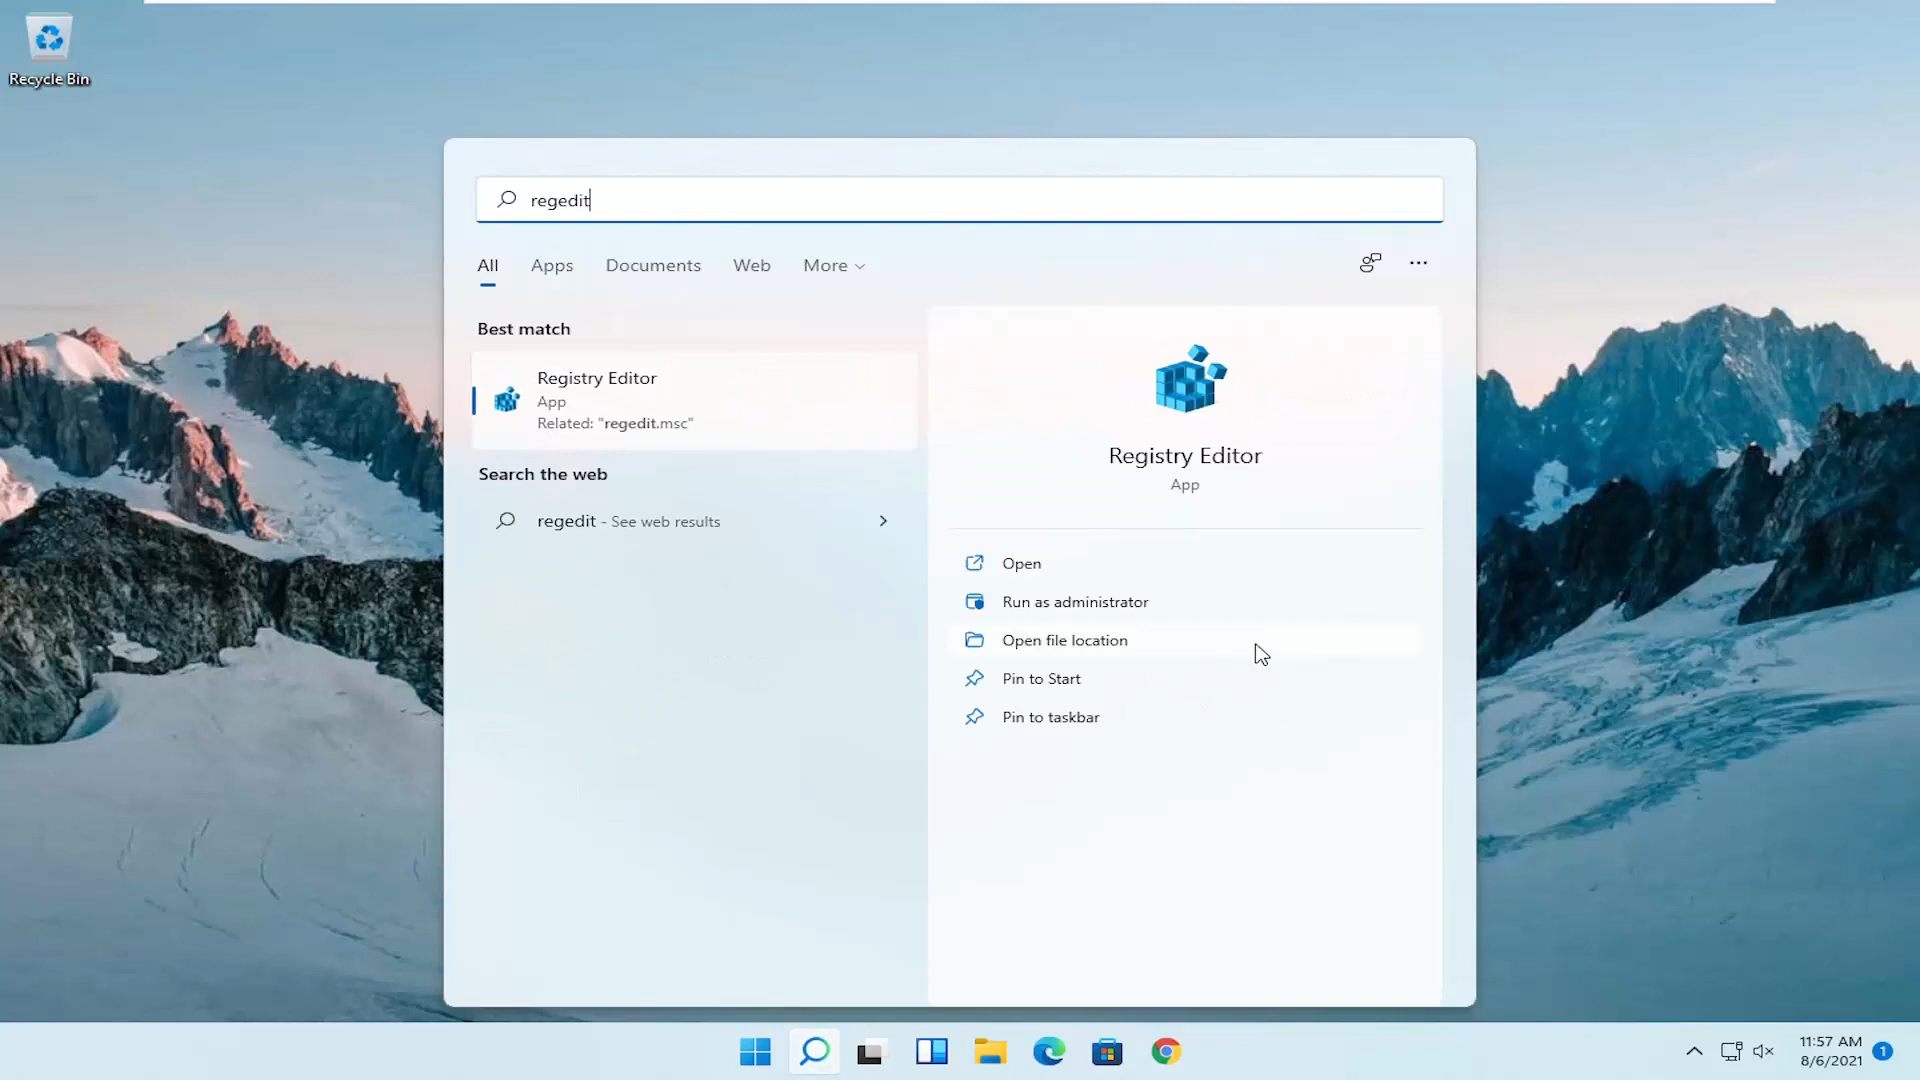 Recycle Bin
regedit
All
Apps
Documents
Web
More
Best match
Registry Editor
App
Related: "regedit.msc"
Search the web
regedit - See web results
Registry Editor
App
Open
Run as administrator
Open file location
Pin to Start
Pin to taskbar
11:57 AM
8/6/2021
1